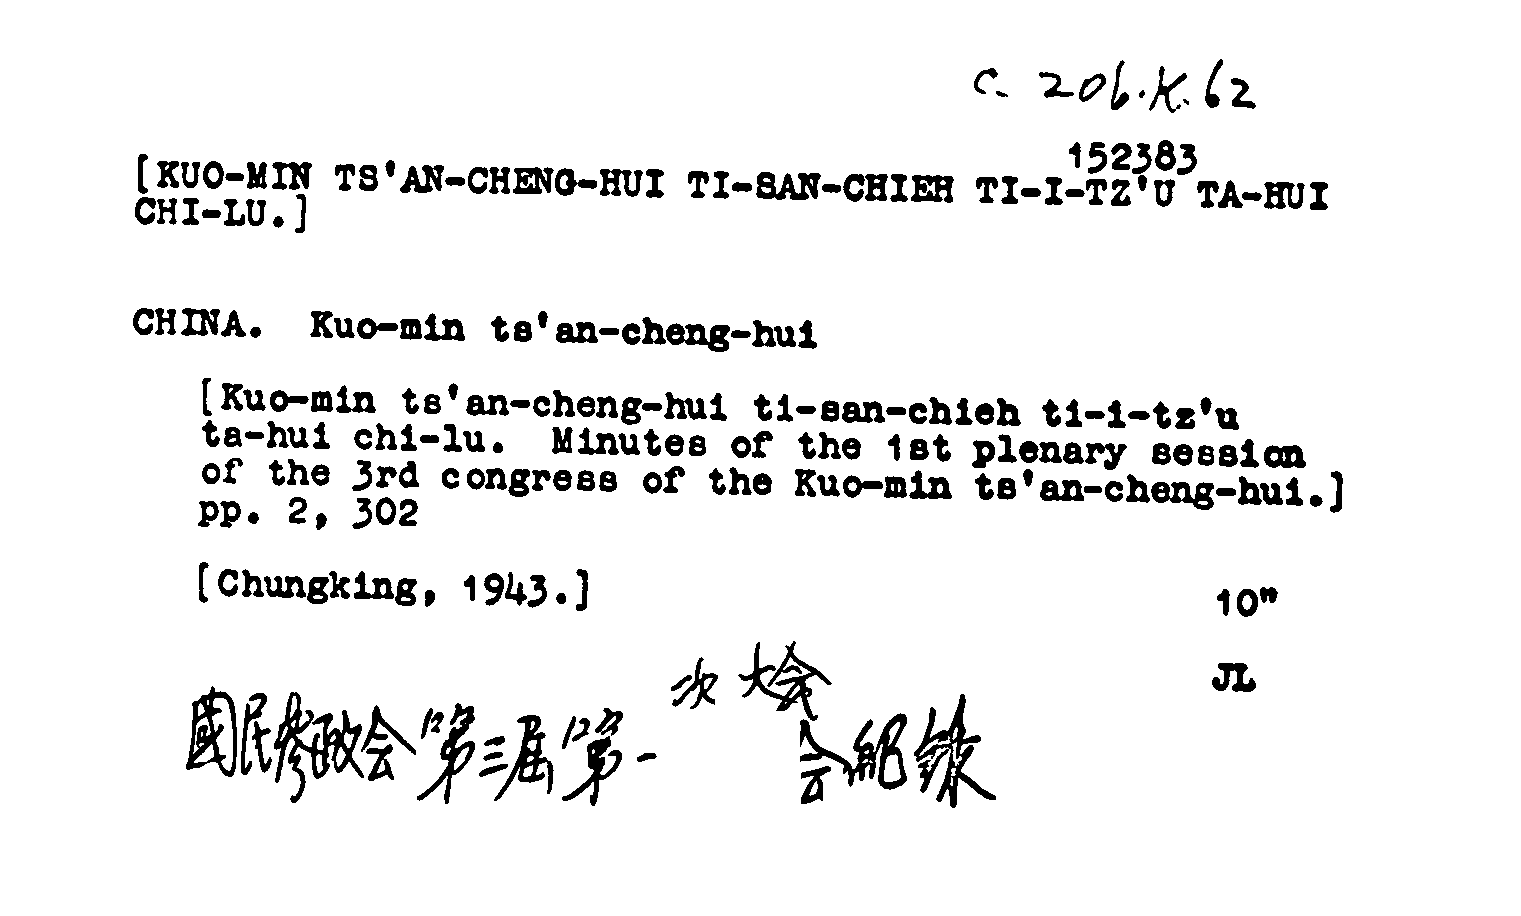 C. 206.K.62
152383
[KUO-MIN TS'AN-CHENG-HUI TI-SAN-CHIEH TI-I-TZ'U TA-HUI
CHI-LU.]
CHINA. Kuo-min ts'an-cheng-hui
[Kuo-min ts'an-cheng-hui ti-san-chieh ti-i-tz'u
ta-hui chi-lu. Minutes of the 1st plenary session
of the 3rd congress of the Kuo-min ts'an-cheng-hui.]
pp. 2, 302
[Chungking, 1943.]
10"
JL
次大會
國民參政会第三屆第一
会紀錄